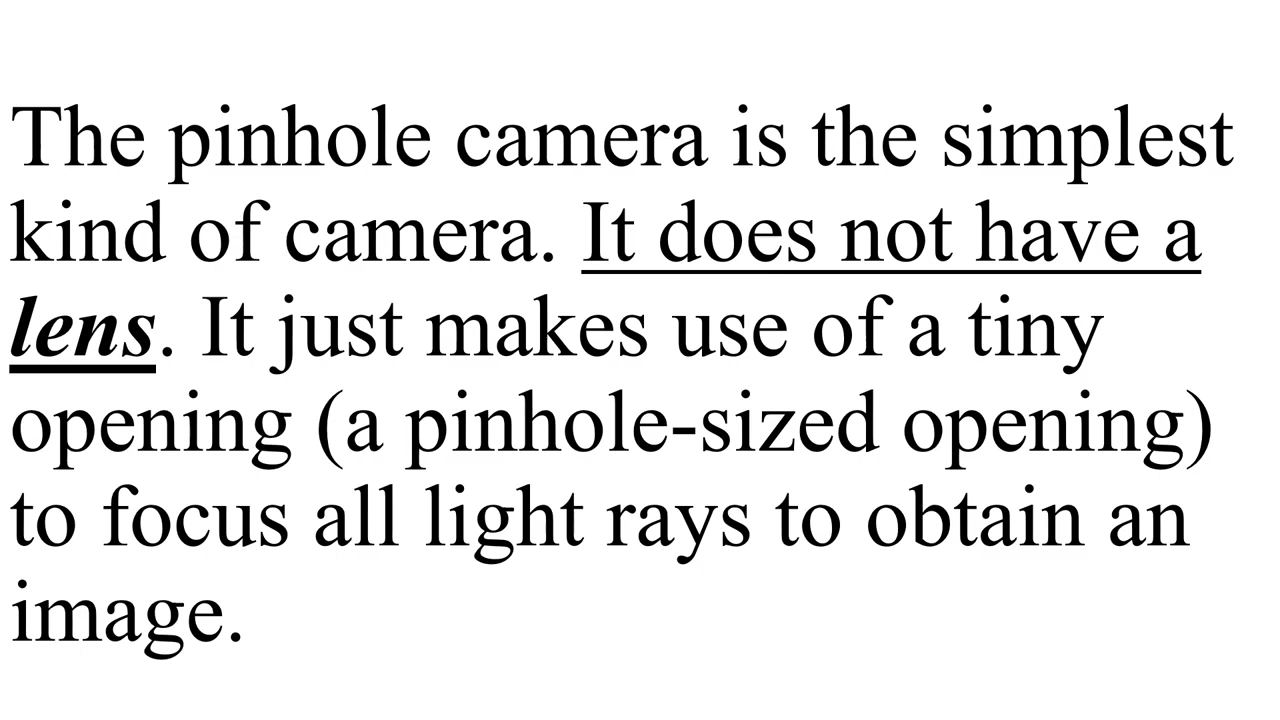 The pinhole camera is the simplest
kind of camera. It does not have a
lens. It just makes use of a tiny
opening (a pinhole-sized opening)
to focus all light rays to obtain an
image.